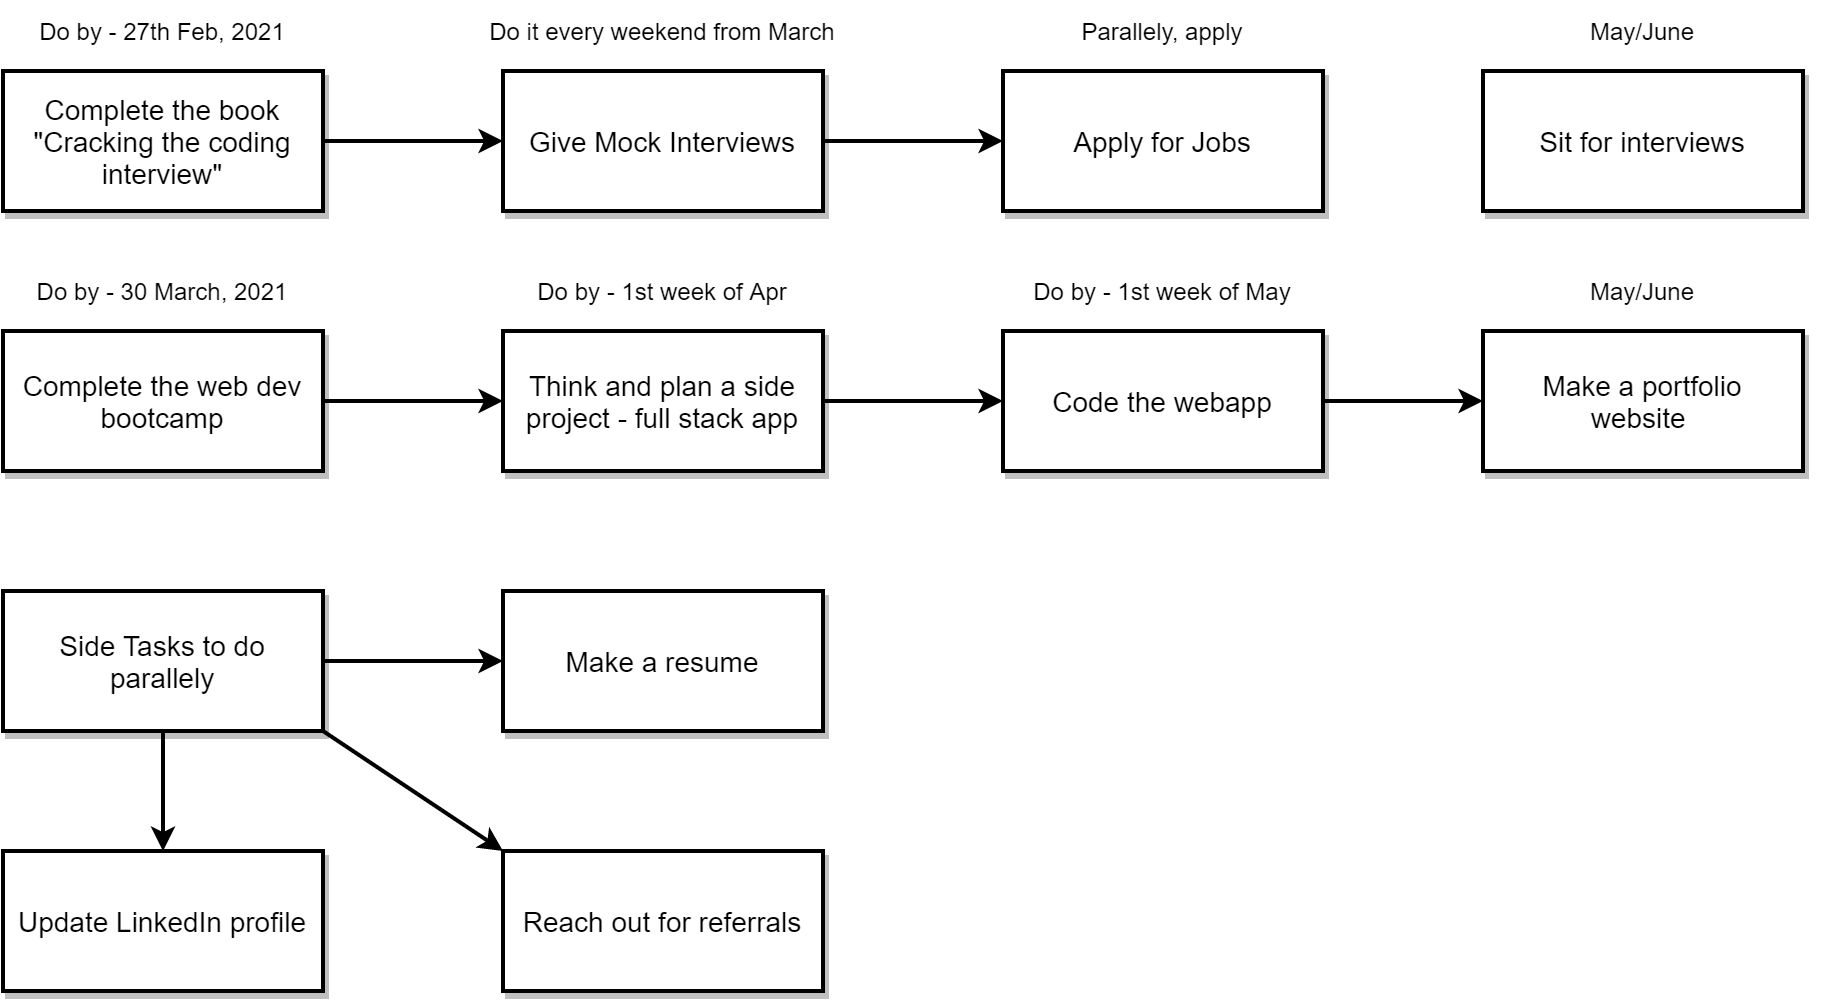 Do by - 27th Feb, 2021
Do it every weekend from March
Parallely, apply
May/June
Complete the book
"Cracking the coding
interview"
Give Mock Interviews
Apply for Jobs
Sit for interviews
Do by - 30 March, 2021
Do by - 1st week of Apr
Do by - 1st week of May
May/June
Complete the web dev
bootcamp
Think and plan a side
project - full stack app
Code the webapp
Make a portfolio
website
Side Tasks to do
parallely
Make a resume
Update LinkedIn profile
Reach out for referrals